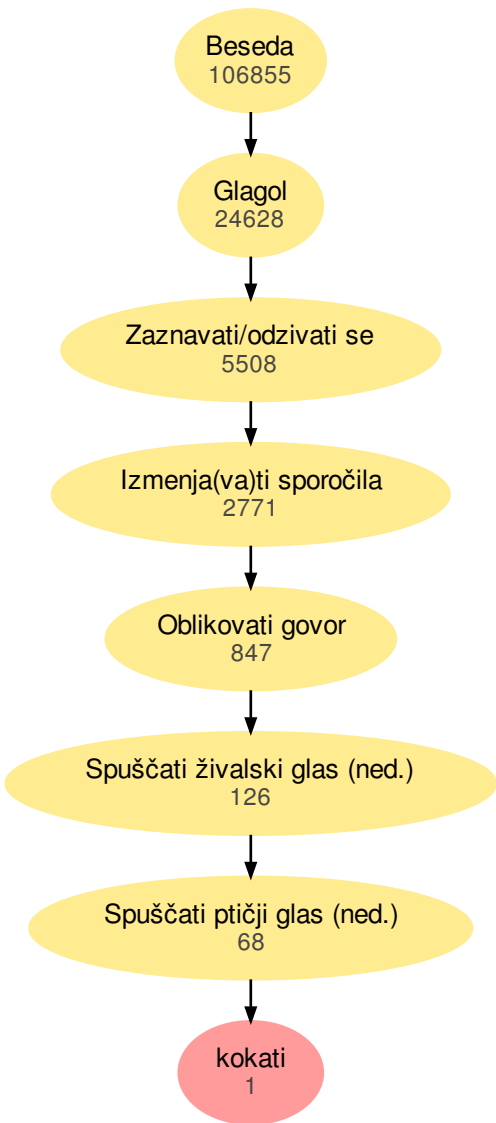 Beseda
106855
Glagol
24628
Zaznavati/odzivati se
5508
Izmenja(va)ti sporočila
2771
Oblikovati govor
847
Spuščati živalski glas (ned.)
126
Spuščati ptičji glas (ned.)
68
kokati
1